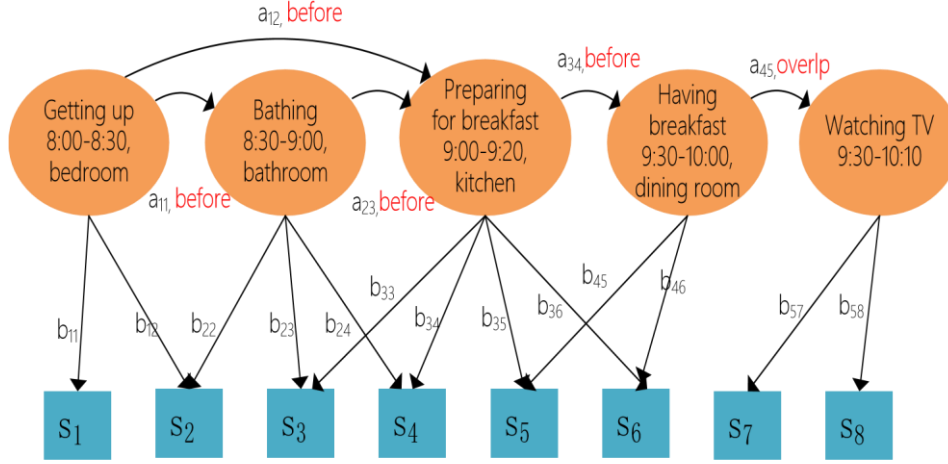 a12, before
a34, before
a45, overlp
Getting up
8:00-8:30,
bedroom
Bathing
8:30-9:00,
bathroom
Preparing
for breakfast
9:00-9:20,
kitchen
Having
breakfast
9:30-10:00,
dining room
Watching TV
9:30-10:10
a11, before
a23, before
b11
b12
b22
b23
b24
b33
b34
b35
b36
b45
b46
b57
b58
S1
S2
S3
S4
S5
S6
S7
S8